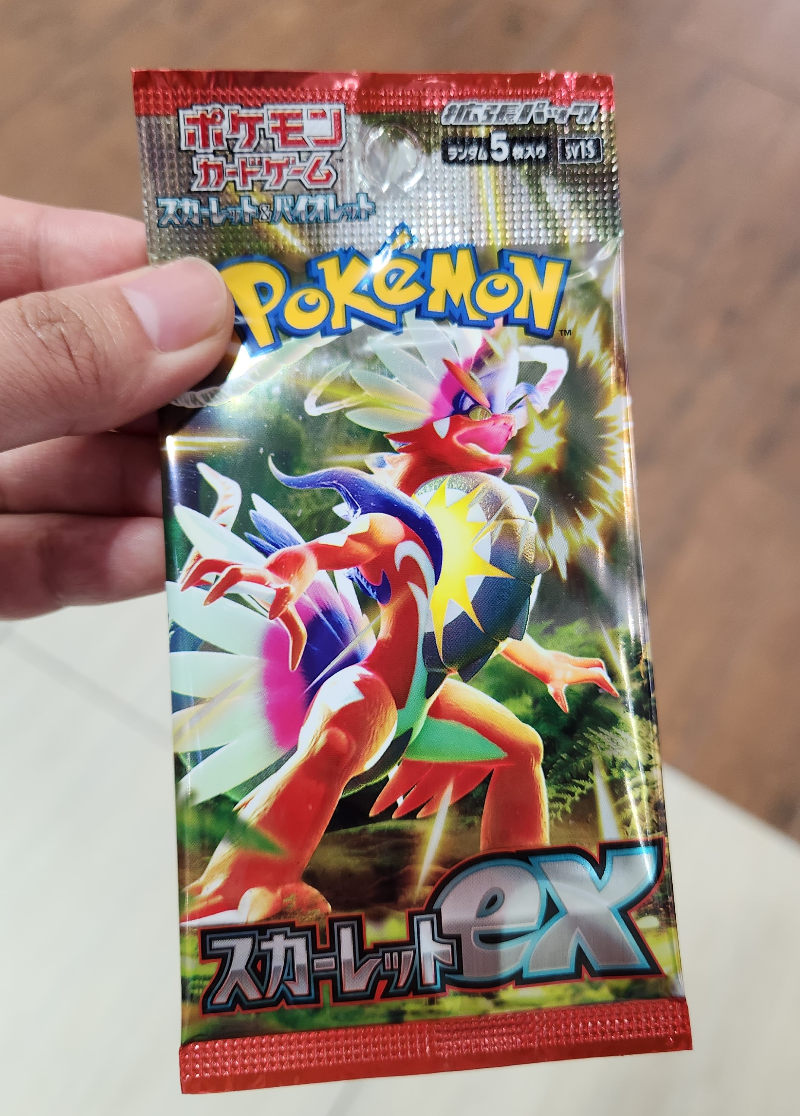 ポケモン
カードゲーム
スカーレット&バイオレット
拡張パック
ランダム5枚入り
SV1S
POKÉMON
TM
スカーレットex